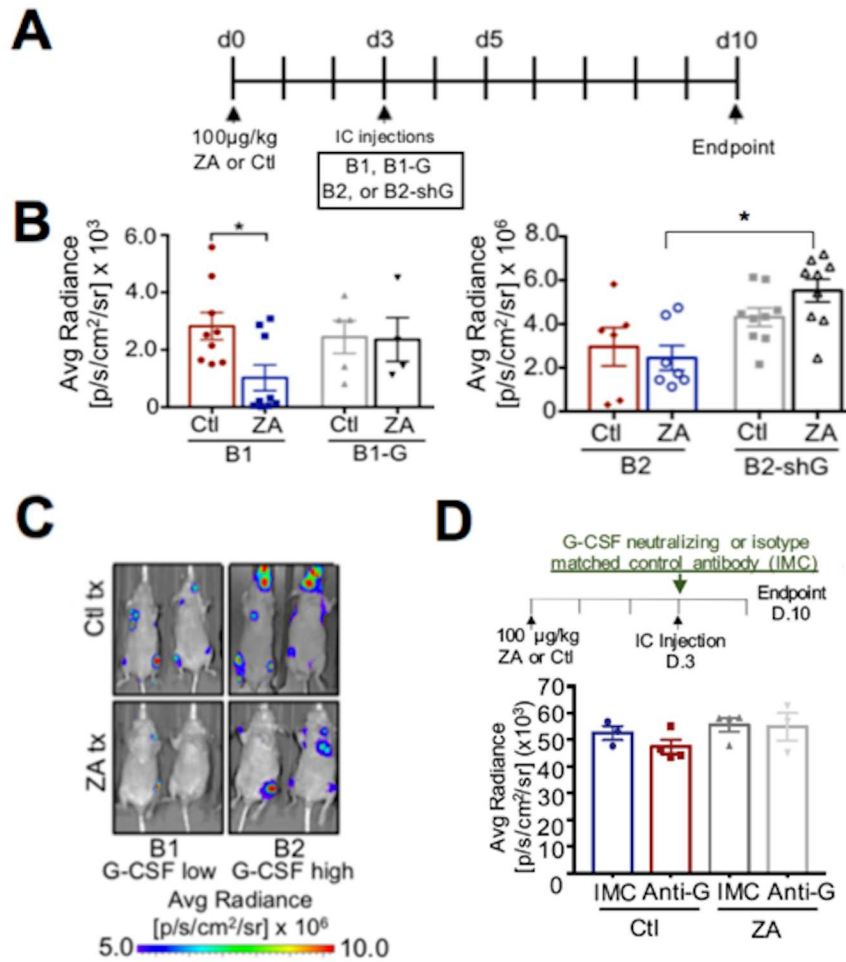 A
d0 d3 d5 d10
100µg/kg
ZA or Ctl
IC injections
B1, B1-G
B2, or B2-shG
Endpoint
B
Avg Radiance
[p/s/cm²/sr] x 10³
6.0
4.0
2.0
0
*
Ctl ZA Ctl ZA
B1 B1-G
Avg Radiance
[p/s/cm²/sr] x 10⁶
8.0
6.0
4.0
2.0
0
*
Ctl ZA Ctl ZA
B2 B2-shG
C
Ctl tx
ZA tx
B1 B2
G-CSF low G-CSF high
Avg Radiance
[p/s/cm²/sr] x 10⁶
5.0 10.0
D
G-CSF neutralizing or isotype
matched control antibody (IMC)
Endpoint
D.10
100 µg/kg
ZA or Ctl
IC Injection
D.3
Avg Radiance
[p/s/cm²/sr] (x10³)
70
60
50
40
30
20
10
0
IMC Anti-G IMC Anti-G
Ctl ZA